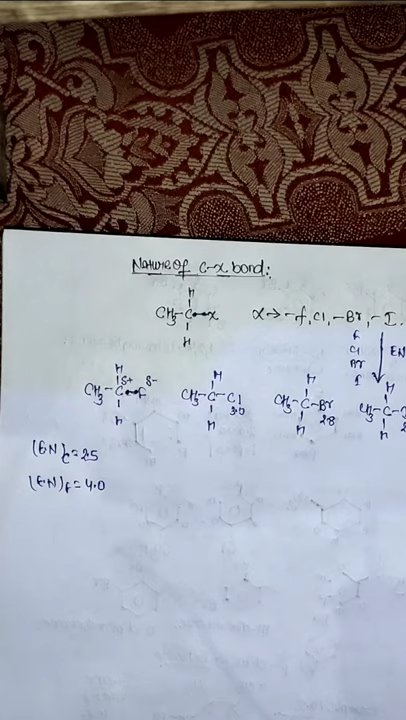 Nature of C-X bond:
H
CH₃-C-X X→-F, Cl, -Br, -I.
H
F
Cl
Br
I
EN
H H H H
CH₃-C-F CH₃-C-Cl CH₃-C-Br CH₃-C-
δ+ δ- 3.0 2.8
H H H H
(EN)C=2.5
(EN)F=4.0